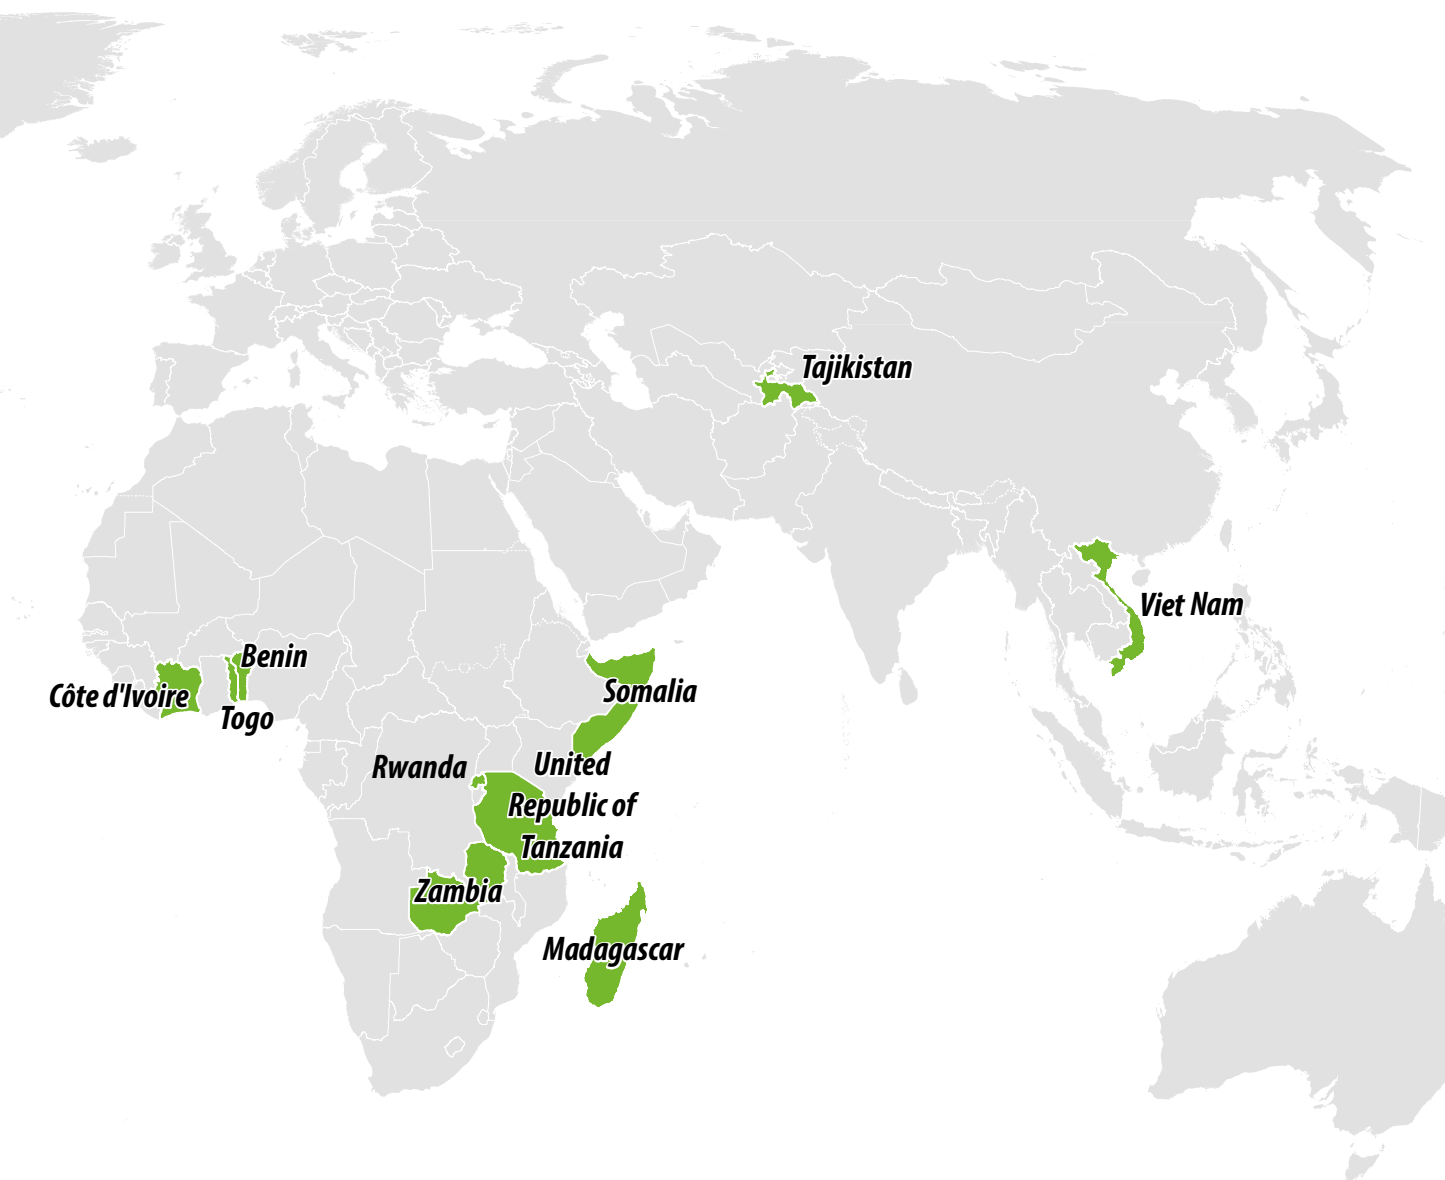 Tajikistan
Viet Nam
Benin
Côte d'Ivoire
Togo
Somalia
Rwanda
United
Republic of
Tanzania
Zambia
Madagascar